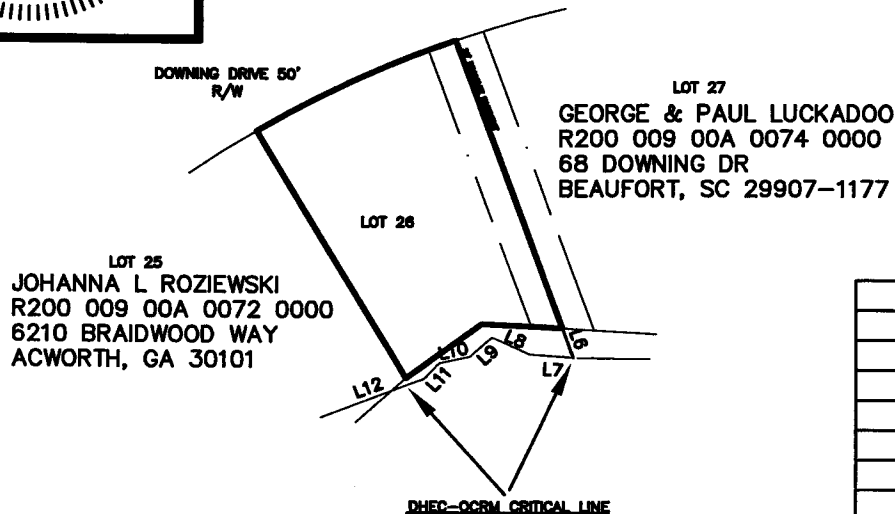 DOWNING DRIVE 50'
R/W
LOT 27
GEORGE & PAUL LUCKADOO
R200 009 00A 0074 0000
68 DOWNING DR
BEAUFORT, SC 29907-1177
LOT 26
LOT 25
JOHANNA L ROZIEWSKI
R200 009 00A 0072 0000
6210 BRAIDWOOD WAY
ACWORTH, GA 30101
L6
L8
L9
L10
L7
L11
L12
DHEC-OCRM CRITICAL LINE